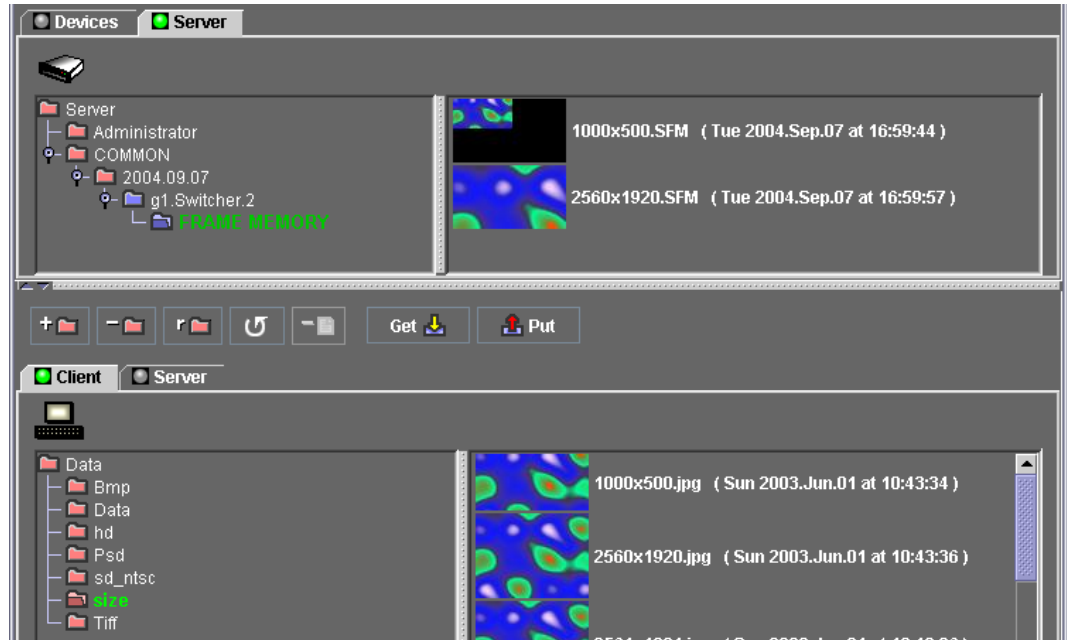 Devices Server
Server
Administrator
COMMON
2004.09.07
g1.Switcher.2
FRAME MEMORY
1000x500.SFM ( Tue 2004.Sep.07 at 16:59:44 )
2560x1920.SFM ( Tue 2004.Sep.07 at 16:59:57 )
+ - r - Get Put
Client Server
Data
Bmp
Data
hd
Psd
sd_ntsc
size
Tiff
1000x500.jpg ( Sun 2003.Jun.01 at 10:43:34 )
2560x1920.jpg ( Sun 2003.Jun.01 at 10:43:36 )